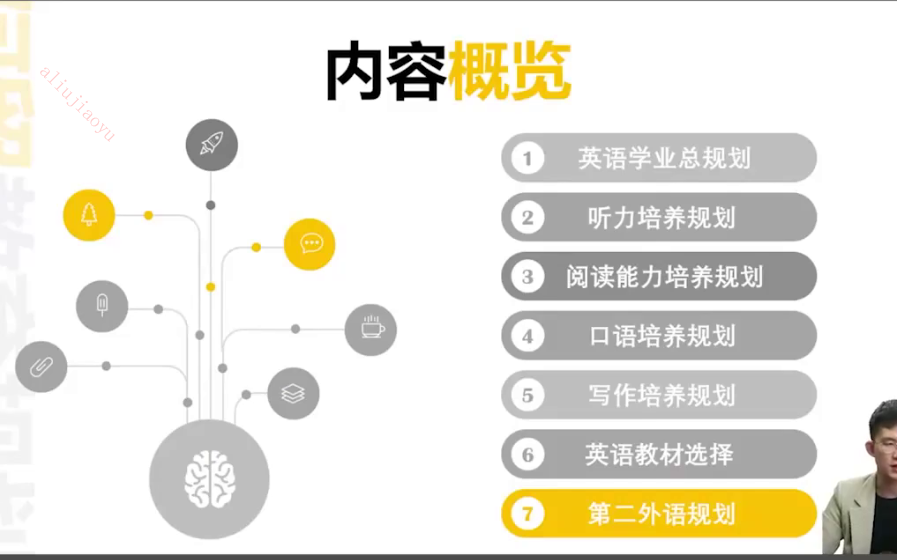 内容概览
aliujiaoyu
1 英语学业总规划
2 听力培养规划
3 阅读能力培养规划
4 口语培养规划
5 写作培养规划
6 英语教材选择
7 第二外语规划